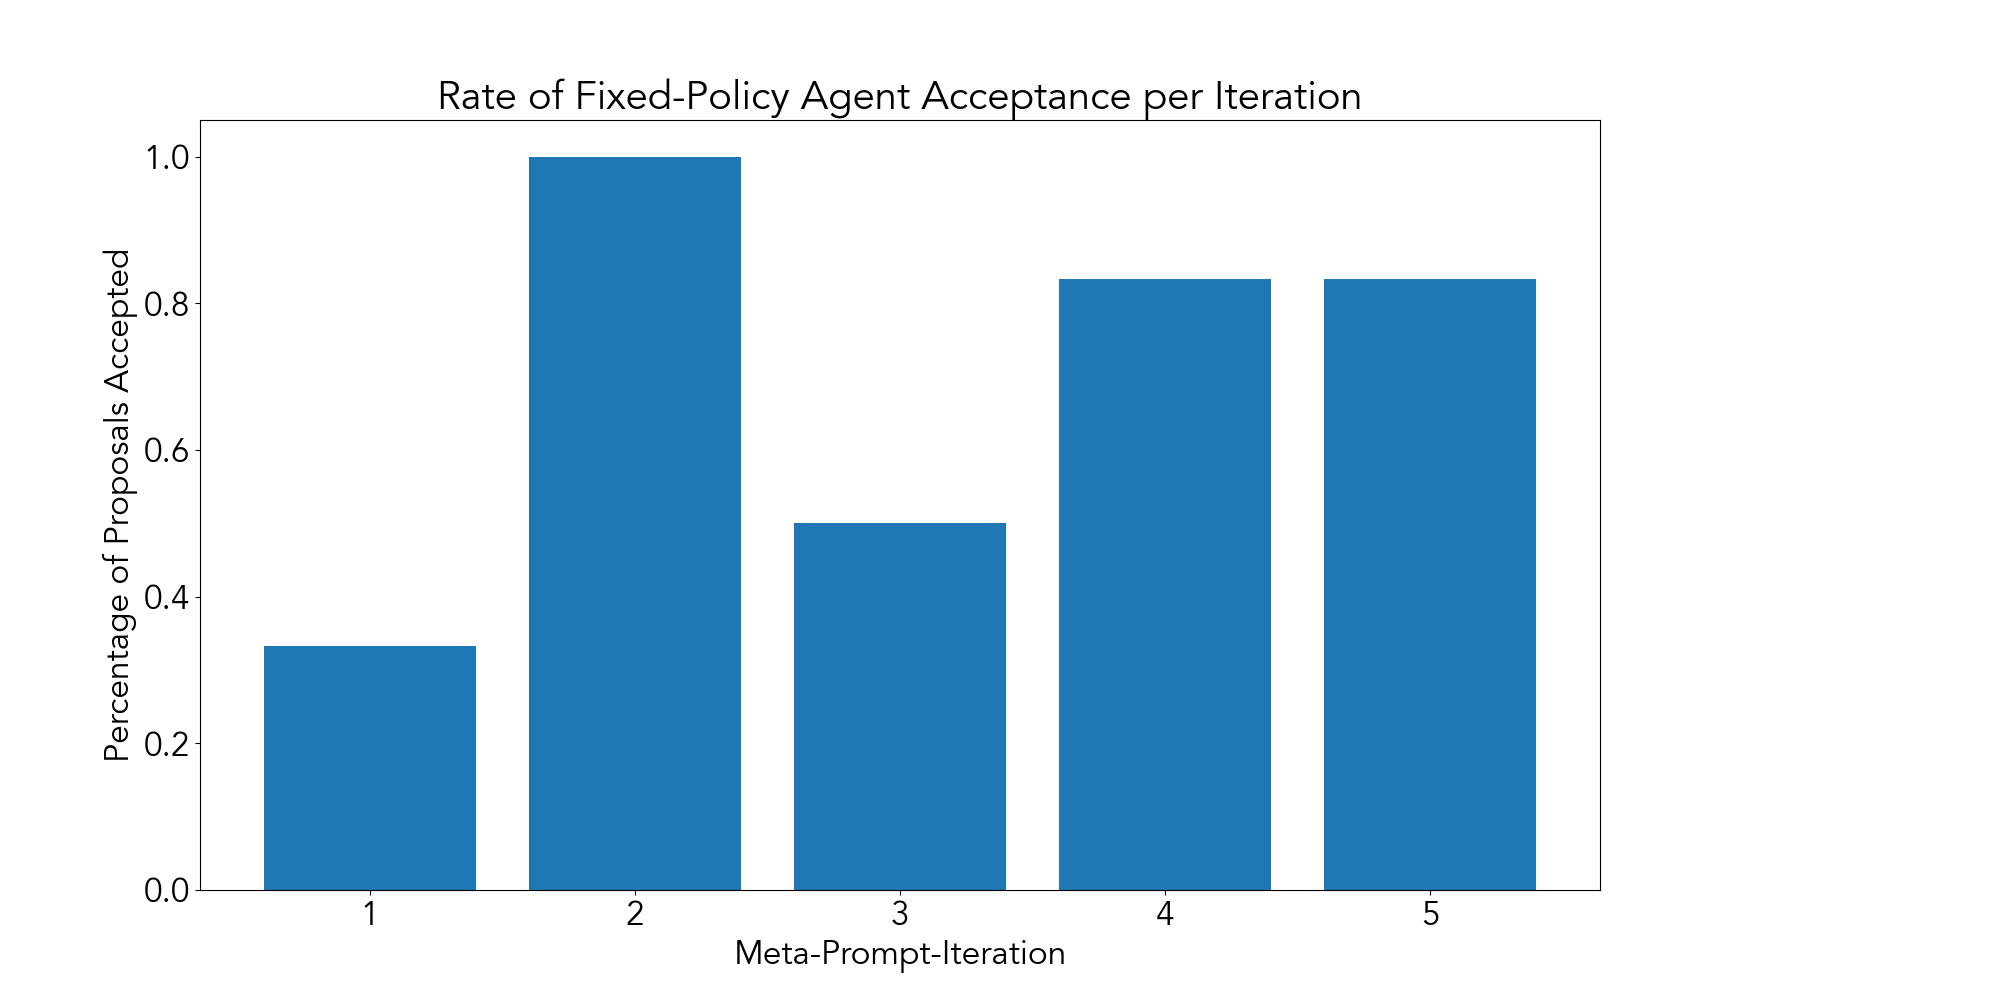 Rate of Fixed-Policy Agent Acceptance per Iteration
Percentage of Proposals Accepted
1.0
0.8
0.6
0.4
0.2
0.0
1 2 3 4 5
Meta-Prompt-Iteration